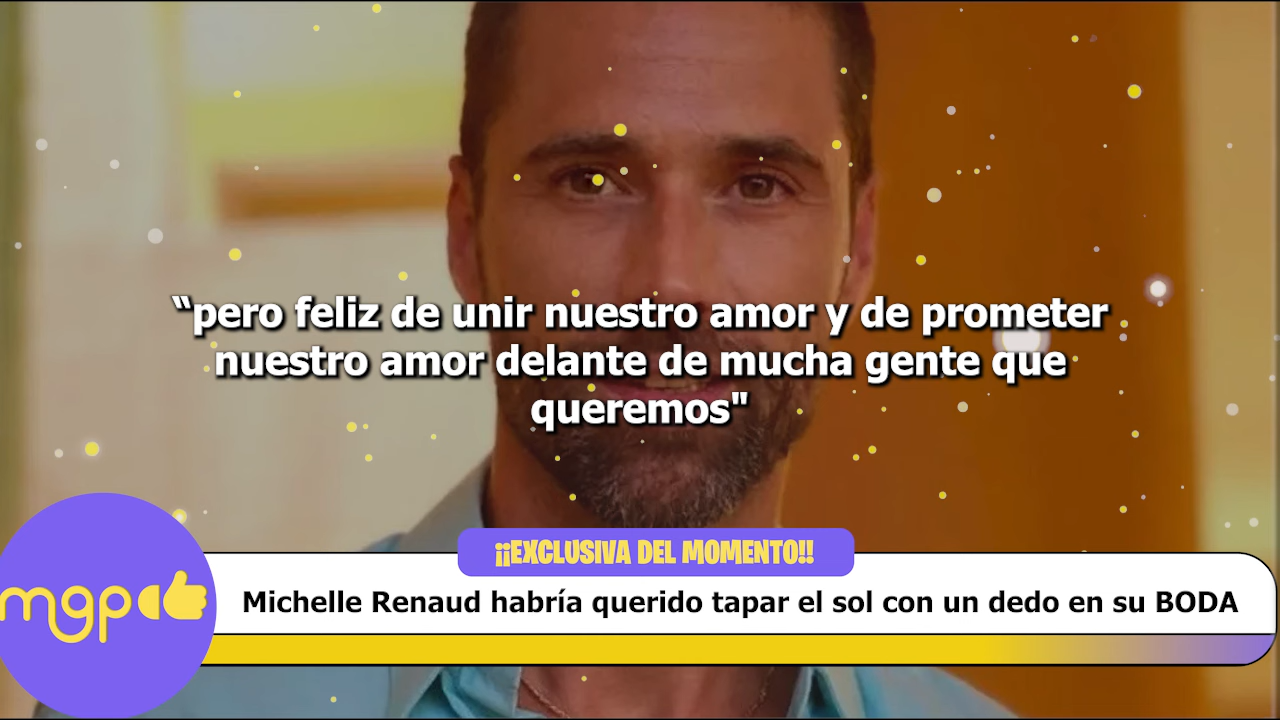 “pero feliz de unir nuestro amor y de prometer
nuestro amor delante de mucha gente que
queremos"
¡¡EXCLUSIVA DEL MOMENTO!!
mgp
Michelle Renaud habría querido tapar el sol con un dedo en su BODA